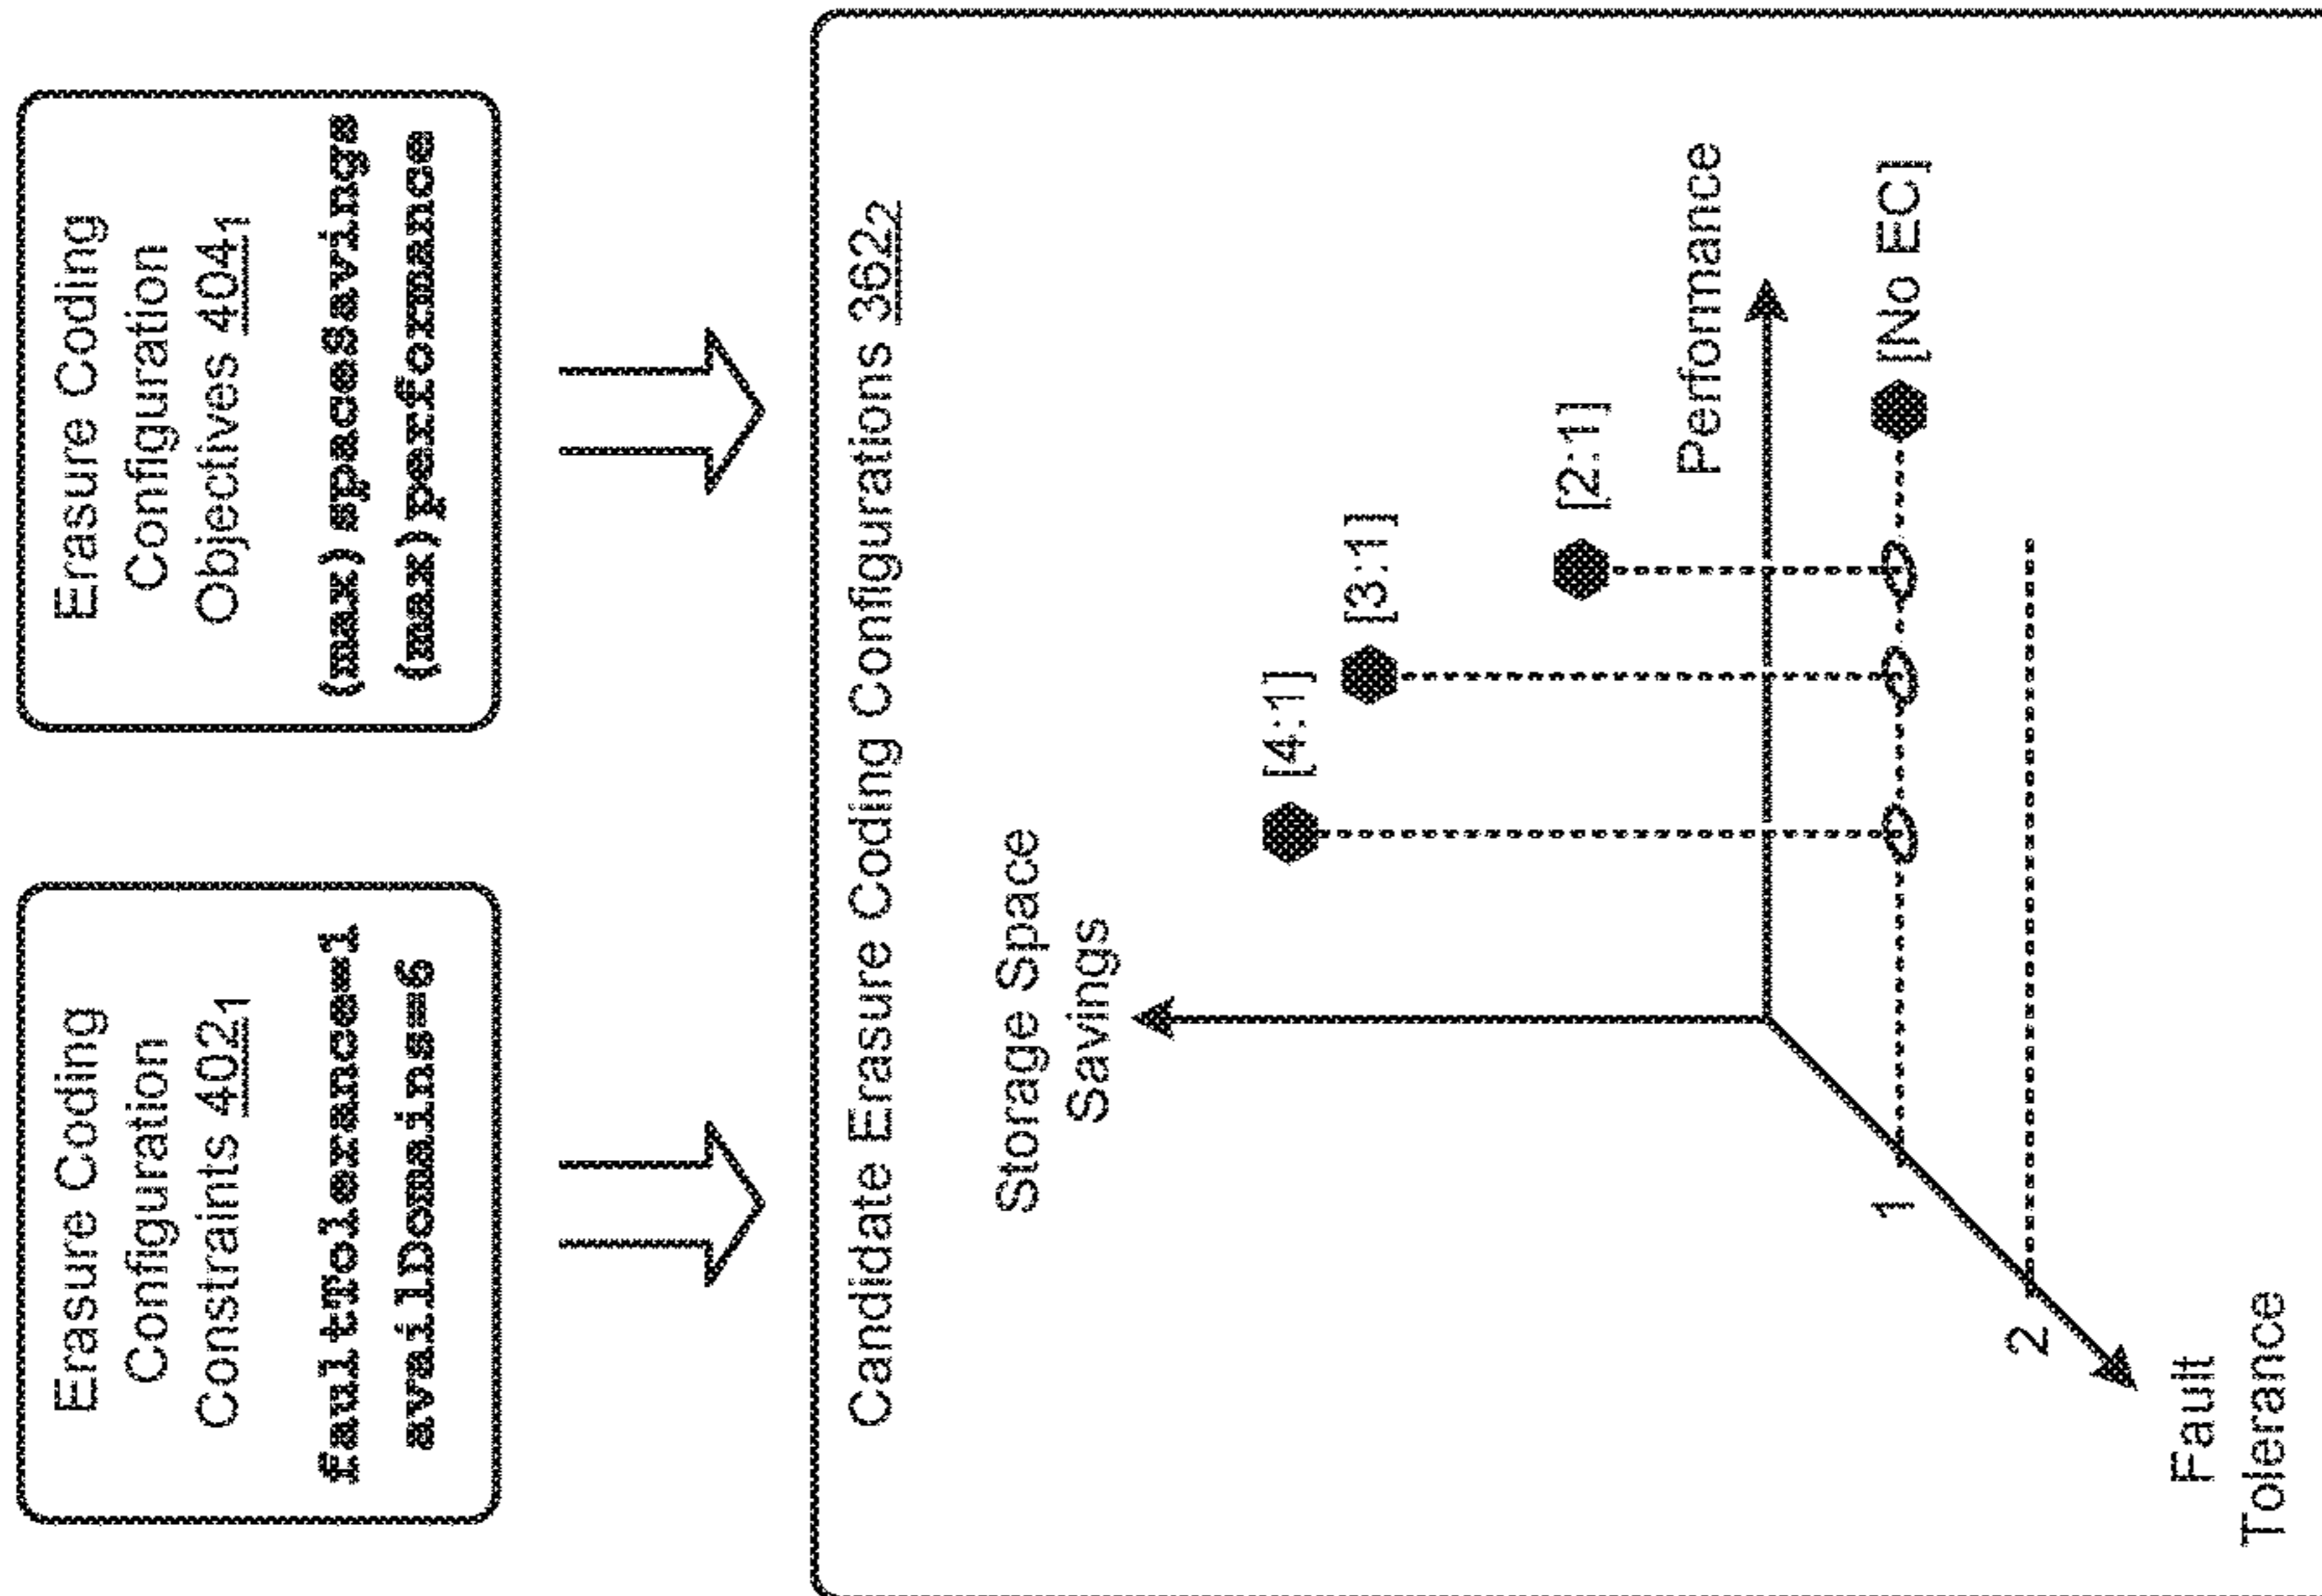 Erasure Coding
Configuration
Constraints 402₁
faultTolerance=1
availDomains=6
Erasure Coding
Configuration
Objectives 404₁
(max)spaceSavings
(max)performance
Candidate Erasure Coding Configurations 362₂
Storage Space
Savings
[4:1]
[3:1]
[2:1]
Performance
[No EC]
1
2
Fault
Tolerance